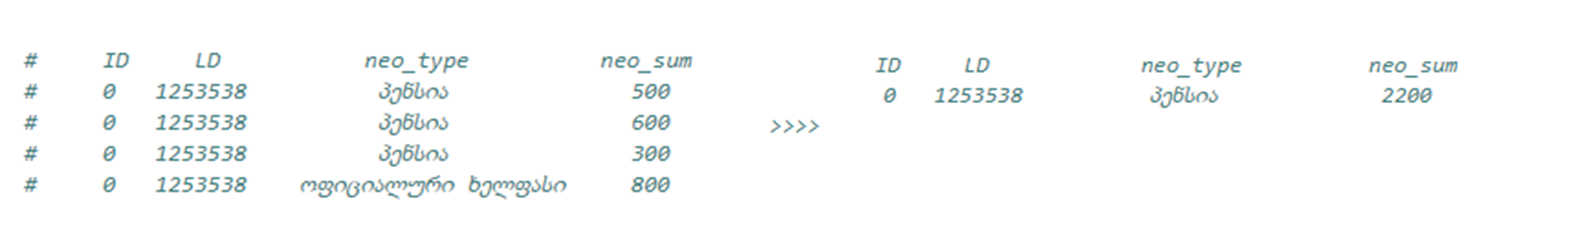 # ID LD neo_type neo_sum
# 0 1253538 პენსია 500
# 0 1253538 პენსია 600
# 0 1253538 პენსია 300
# 0 1253538 ოფიციალური ხელფასი 800
>>>>
ID LD neo_type neo_sum
0 1253538 პენსია 2200